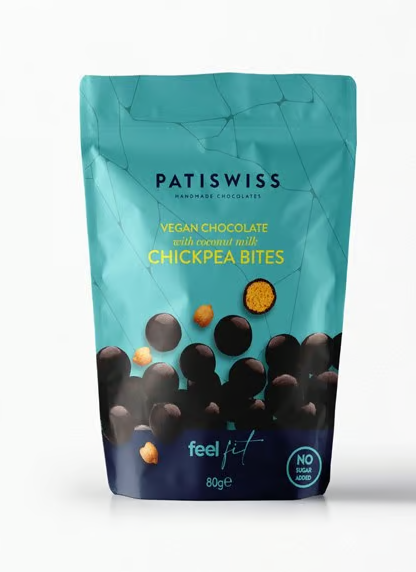 PATISWISS
HANDMADE CHOCOLATES
VEGAN CHOCOLATE
with coconut milk
CHICKPEA BITES
feel fit
80g℮
NO
SUGAR
ADDED